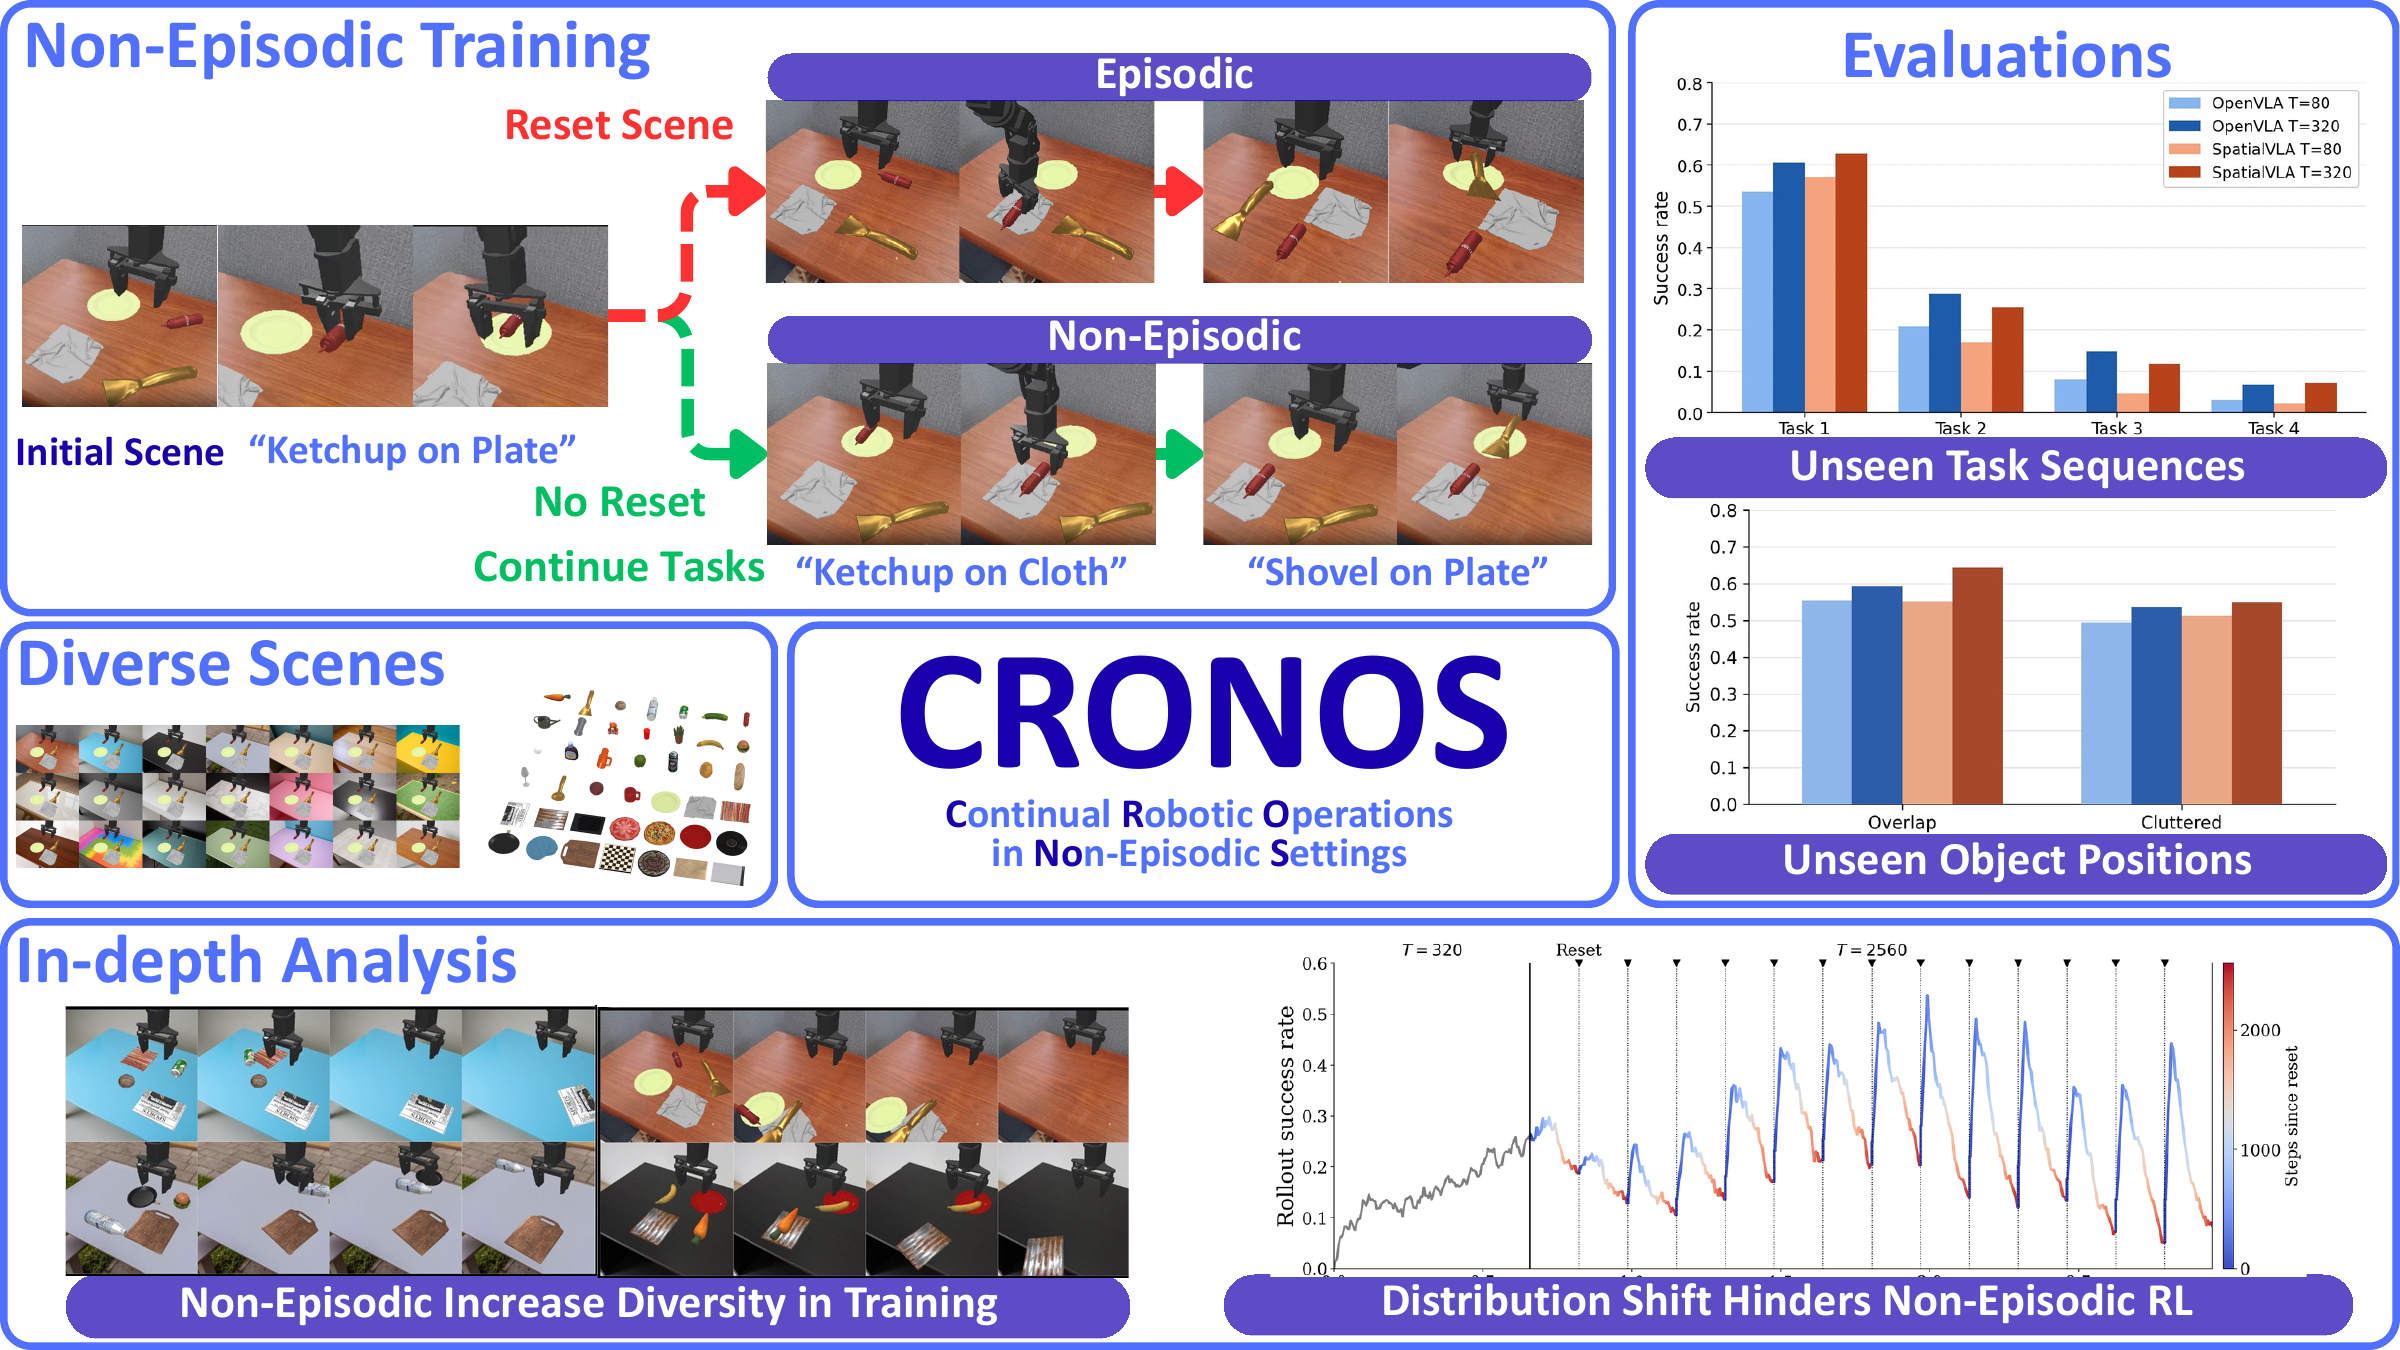 Non-Episodic Training
Episodic
Reset Scene
Non-Episodic
Initial Scene
“Ketchup on Plate”
No Reset
Continue Tasks
“Ketchup on Cloth”
“Shovel on Plate”
Evaluations
0.8
0.7
0.6
0.5
0.4
0.3
0.2
0.1
0.0
Success rate
OpenVLA T=80
OpenVLA T=320
SpatialVLA T=80
SpatialVLA T=320
Task 1
Task 2
Task 3
Task 4
Unseen Task Sequences
0.8
0.7
0.6
0.5
0.4
0.3
0.2
0.1
0.0
Success rate
Overlap
Cluttered
Unseen Object Positions
Diverse Scenes
CRONOS
Continual Robotic Operations
in Non-Episodic Settings
In-depth Analysis
Non-Episodic Increase Diversity in Training
T = 320
Reset
T = 2560
0.6
0.5
0.4
0.3
0.2
0.1
0.0
Rollout success rate
2000
1000
0
Steps since reset
Distribution Shift Hinders Non-Episodic RL